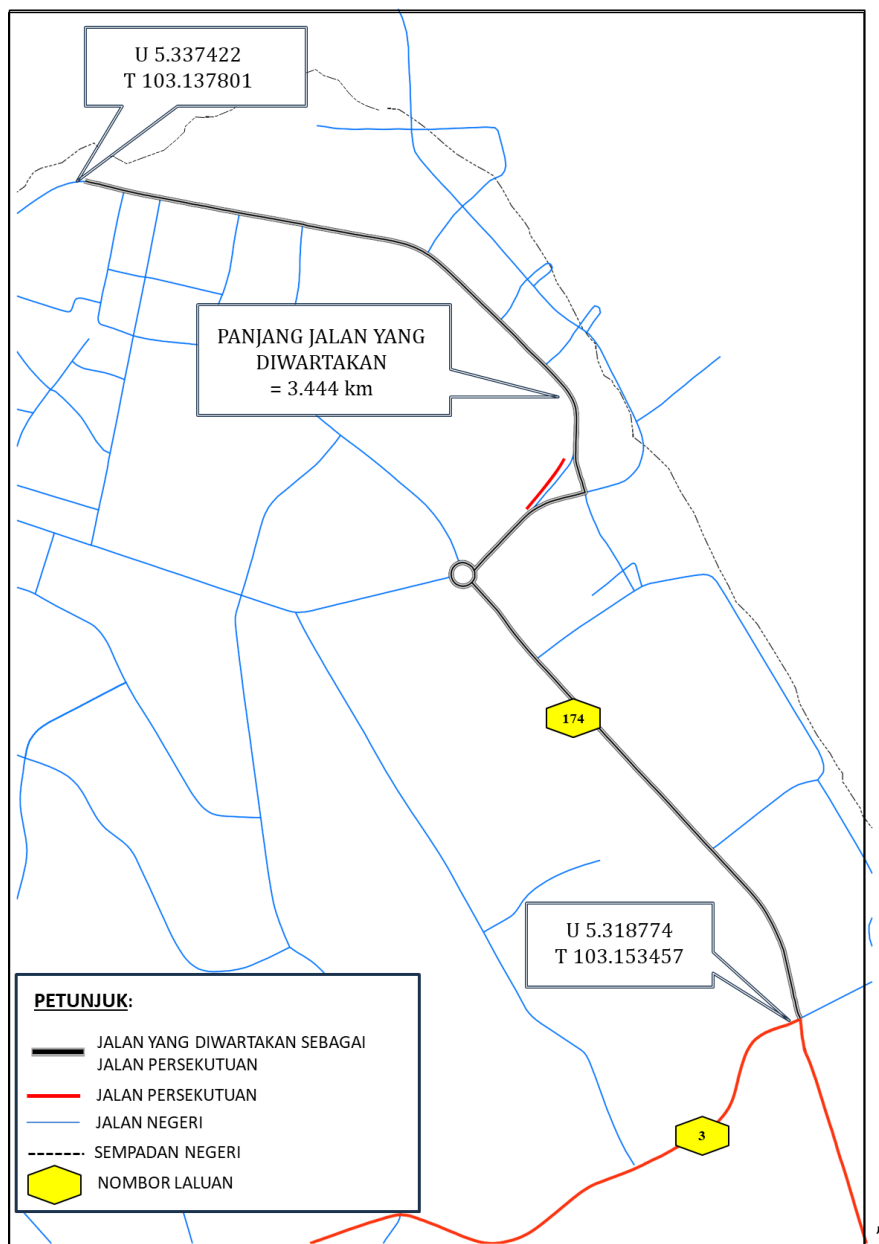 U 5.337422
T 103.137801
PANJANG JALAN YANG
DIWARTAKAN
= 3.444 km
174
U 5.318774
T 103.153457
3
PETUNJUK:
JALAN YANG DIWARTAKAN SEBAGAI
JALAN PERSEKUTUAN
JALAN PERSEKUTUAN
JALAN NEGERI
SEMPADAN NEGERI
NOMBOR LALUAN